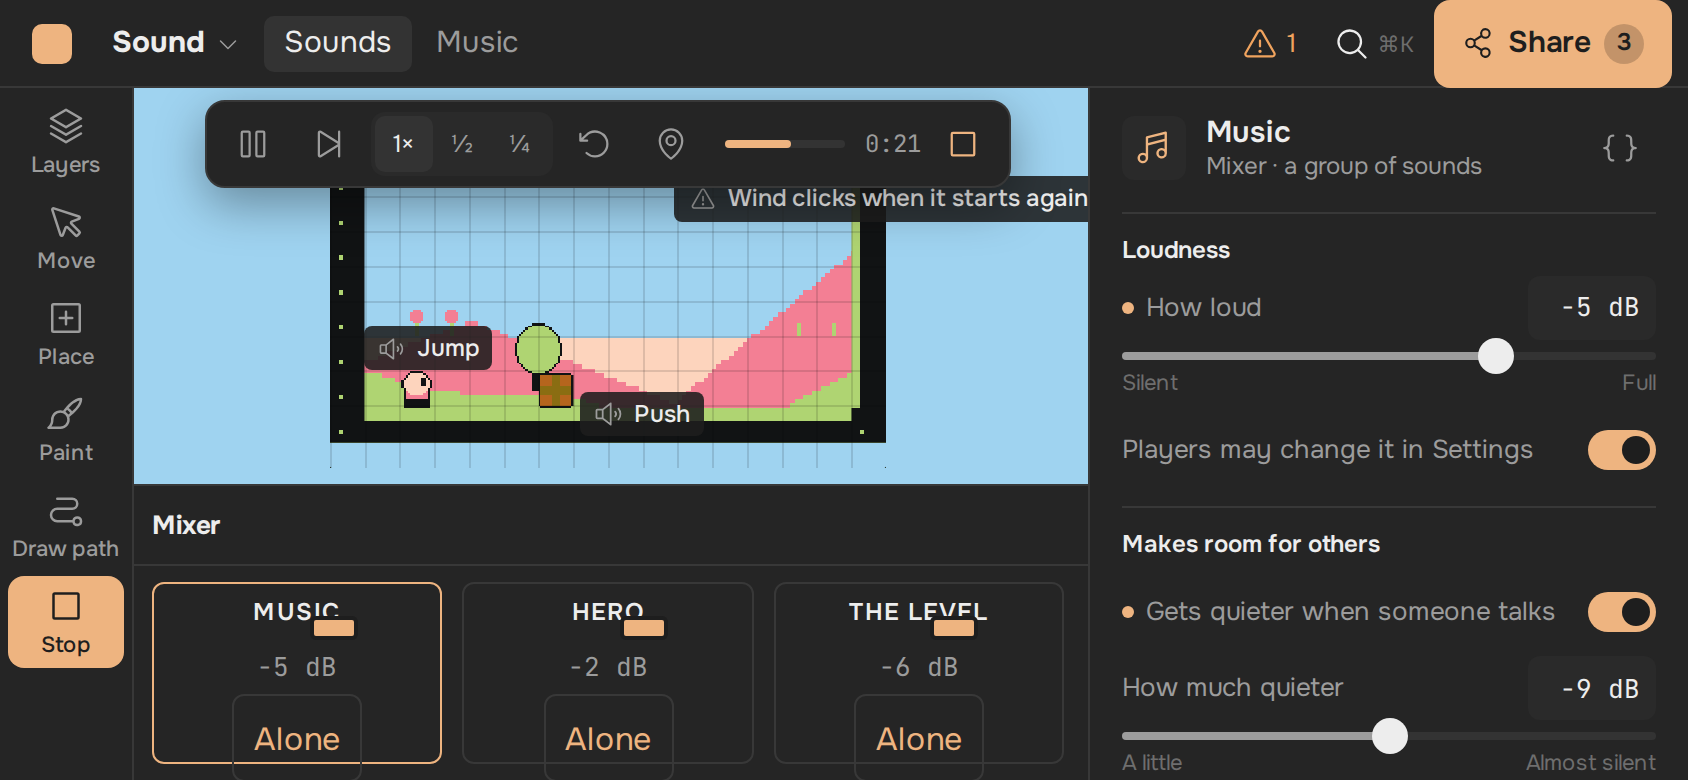 Sound
Sounds
Music
1
⌘K
Share 3
Layers
Move
Place
Paint
Draw path
Stop
1×
½
¼
0:21
Wind clicks when it starts again
Jump
Push
Mixer
MUSIC
-5 dB
Alone
HERO
-2 dB
Alone
THE LEVEL
-6 dB
Alone
Music
Mixer · a group of sounds
{ }
Loudness
How loud
-5 dB
Silent
Full
Players may change it in Settings
Makes room for others
Gets quieter when someone talks
How much quieter
-9 dB
A little
Almost silent